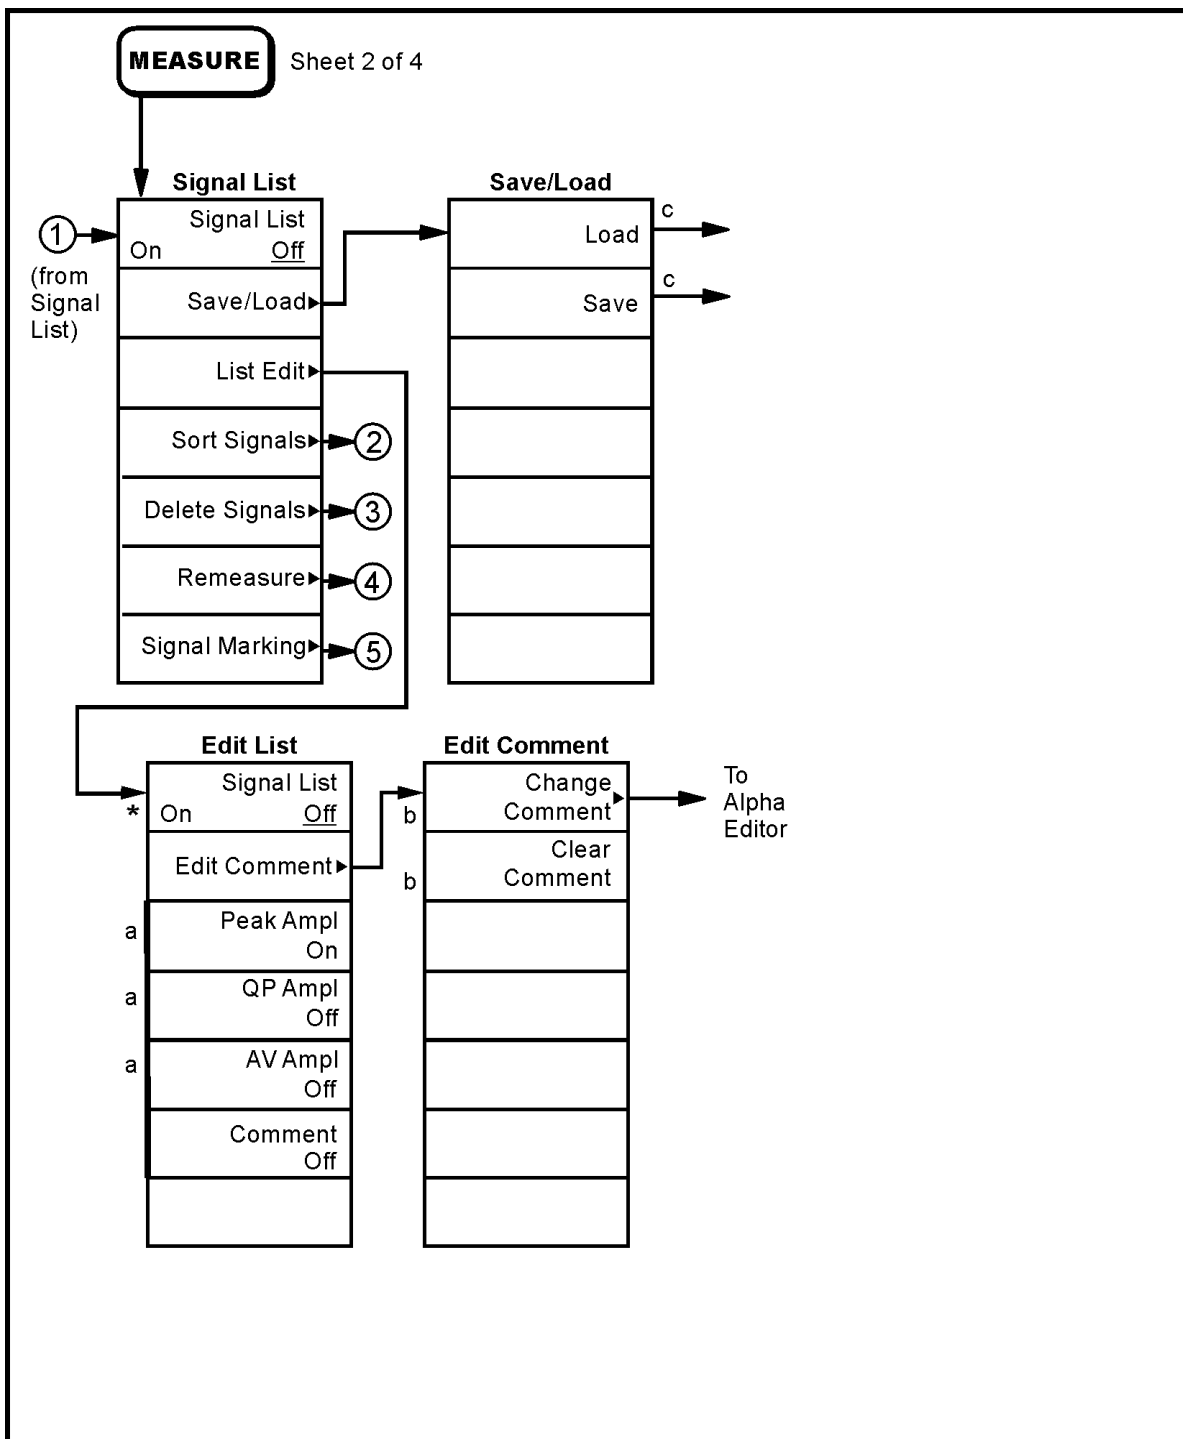 MEASURE Sheet 2 of 4
Signal List
1
(from
Signal
List)
Signal List
On Off
Save/Load
List Edit
Sort Signals 2
Delete Signals 3
Remeasure 4
Signal Marking 5
Save/Load
Load c
Save c
Edit List
*
Signal List
On Off
Edit Comment
a Peak Ampl
On
a QP Ampl
Off
a AV Ampl
Off
Comment
Off
Edit Comment
b Change
Comment
b Clear
Comment
To
Alpha
Editor